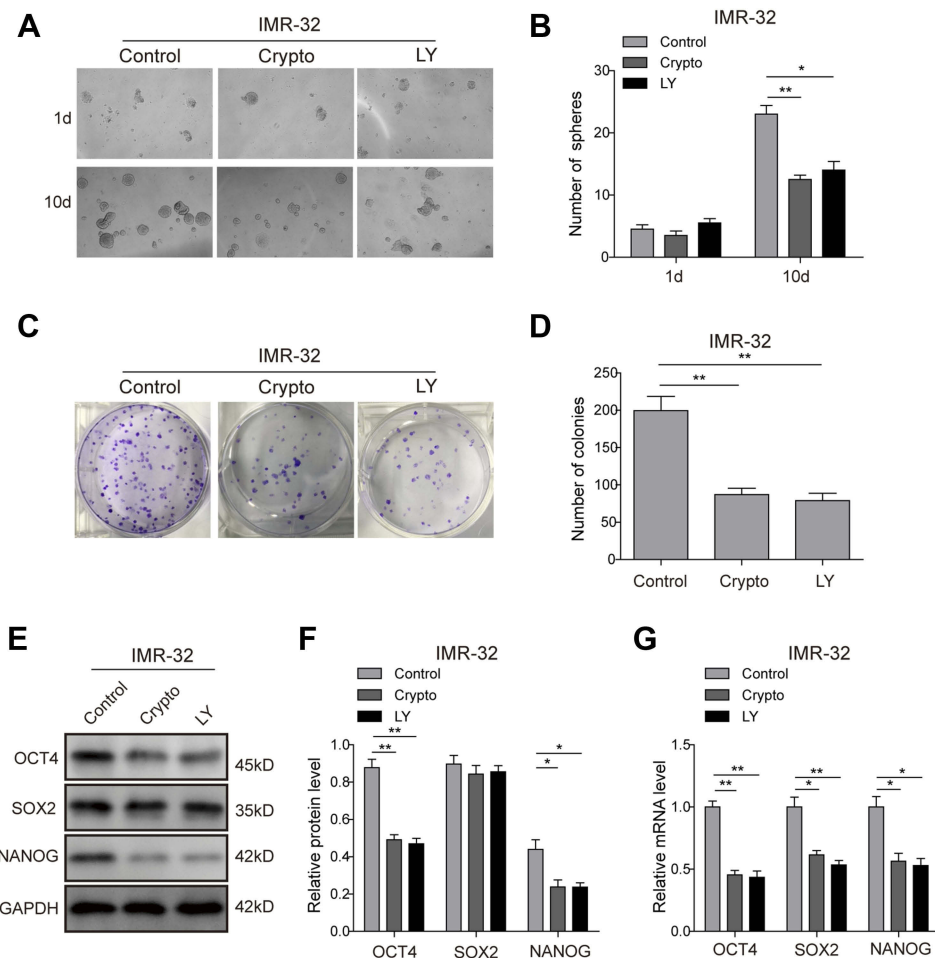 A
IMR-32
Control Crypto LY
1d
10d
B
IMR-32
Control
Crypto
LY
Number of spheres
30
20
10
0
*
**
1d 10d
C
IMR-32
Control Crypto LY
D
IMR-32
**
**
Number of colonies
250
200
150
100
50
0
Control Crypto LY
E
IMR-32
Control Crypto LY
OCT4 45kD
SOX2 35kD
NANOG 42kD
GAPDH 42kD
F
IMR-32
Control
Crypto
LY
Relative protein level
1.0
0.8
0.6
0.4
0.2
0.0
**
**
*
*
OCT4 SOX2 NANOG
G
IMR-32
Control
Crypto
LY
Relative mRNA level
1.5
1.0
0.5
0.0
**
**
**
*
*
*
OCT4 SOX2 NANOG